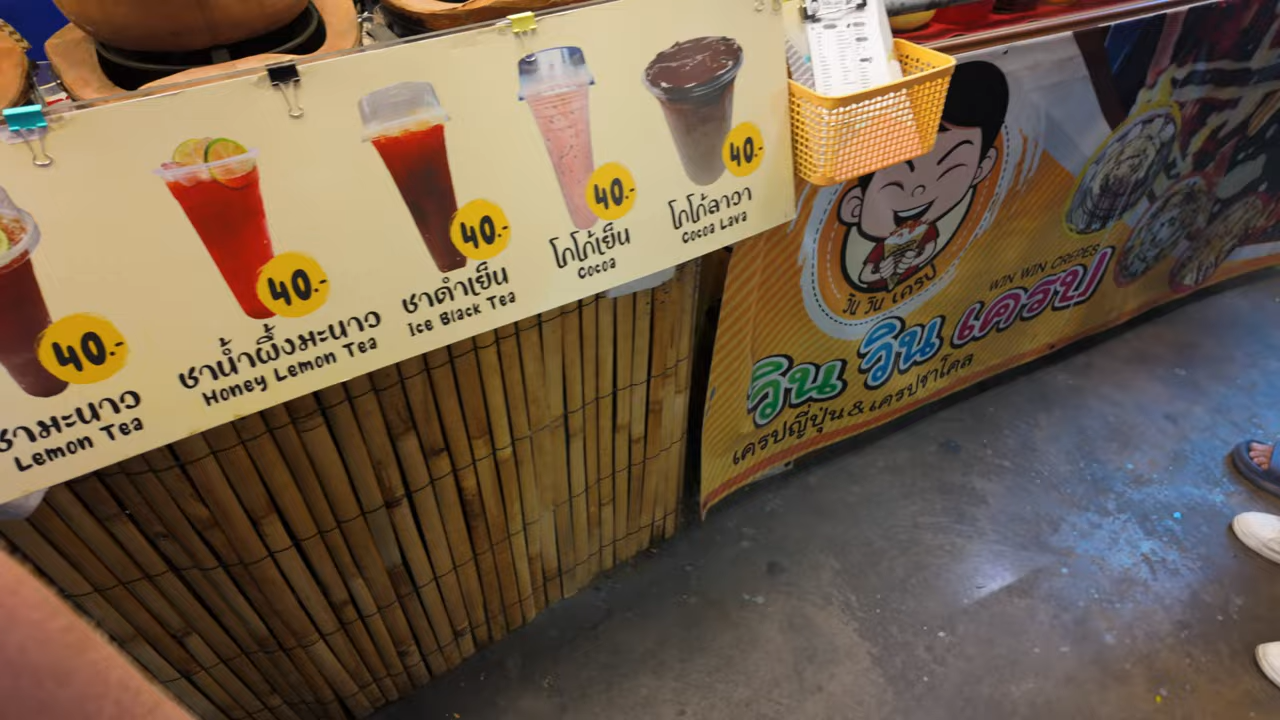 40.-
ชามะนาว
Lemon Tea
40.-
ชาน้ำผึ้งมะนาว
Honey Lemon Tea
40.-
ชาดำเย็น
Ice Black Tea
40.-
โกโก้เย็น
Cocoa
40.-
โกโก้ลาวา
Cocoa Lava
วิน วิน เครป
WIN WIN CREPES
วิน วิน เครป
เครปญี่ปุ่น & เครปชาโคล